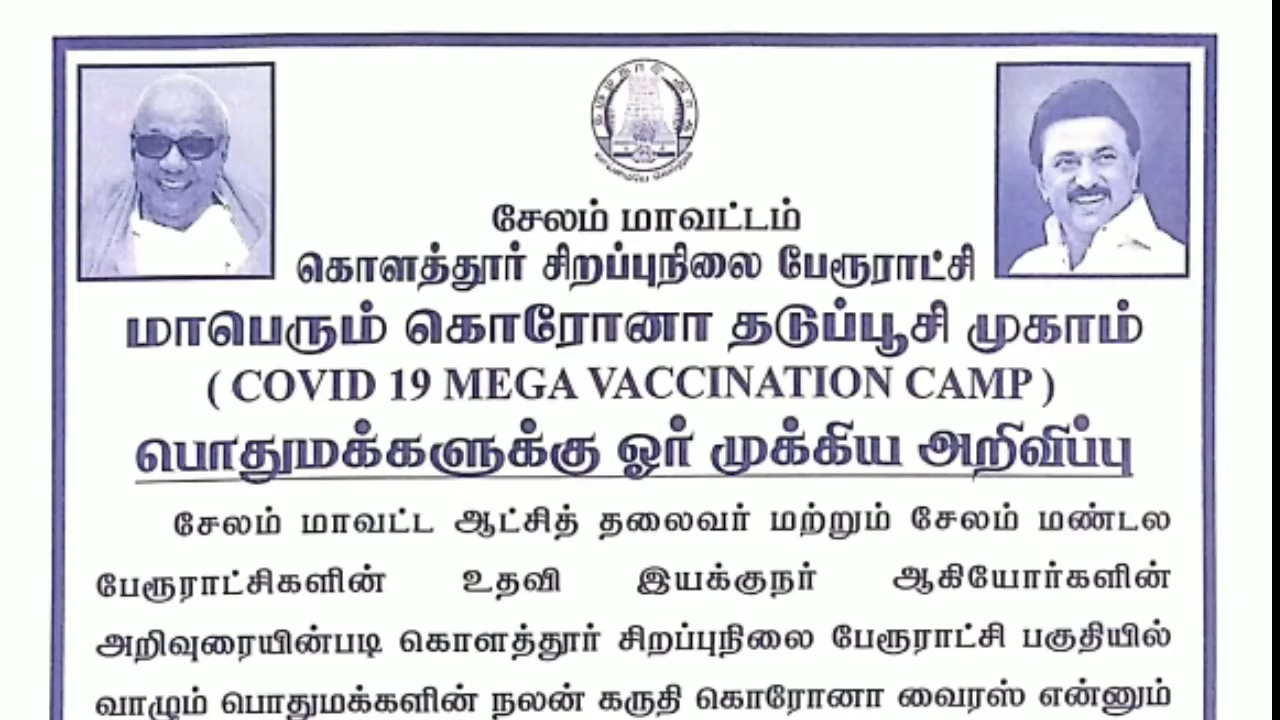 சேலம் மாவட்டம்
கொளத்தூர் சிறப்புநிலை பேரூராட்சி
மாபெரும் கொரோனா தடுப்பூசி முகாம்
( COVID 19 MEGA VACCINATION CAMP )
பொதுமக்களுக்கு ஓர் முக்கிய அறிவிப்பு
சேலம் மாவட்ட ஆட்சித் தலைவர் மற்றும் சேலம் மண்டல
பேரூராட்சிகளின் உதவி இயக்குநர் ஆகியோர்களின்
அறிவுரையின்படி கொளத்தூர் சிறப்புநிலை பேரூராட்சி பகுதியில்
வாழும் பொதுமக்களின் நலன் கருதி கொரோனா வைரஸ் என்னும்